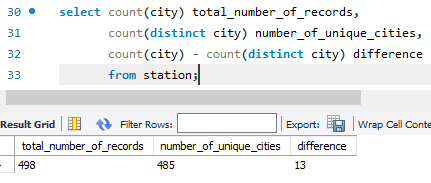 30 select count(city) total_number_of_records,
31 count(distinct city) number_of_unique_cities,
32 count(city) - count(distinct city) difference
33 from station;
Result Grid Filter Rows: Export: Wrap Cell Conte
total_number_of_records number_of_unique_cities difference
498 485 13